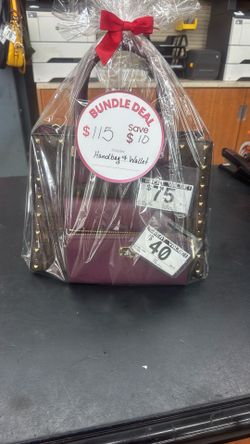 BUNDLE DEAL
$115
Save
$10
Handbag & Wallet
$75
$40